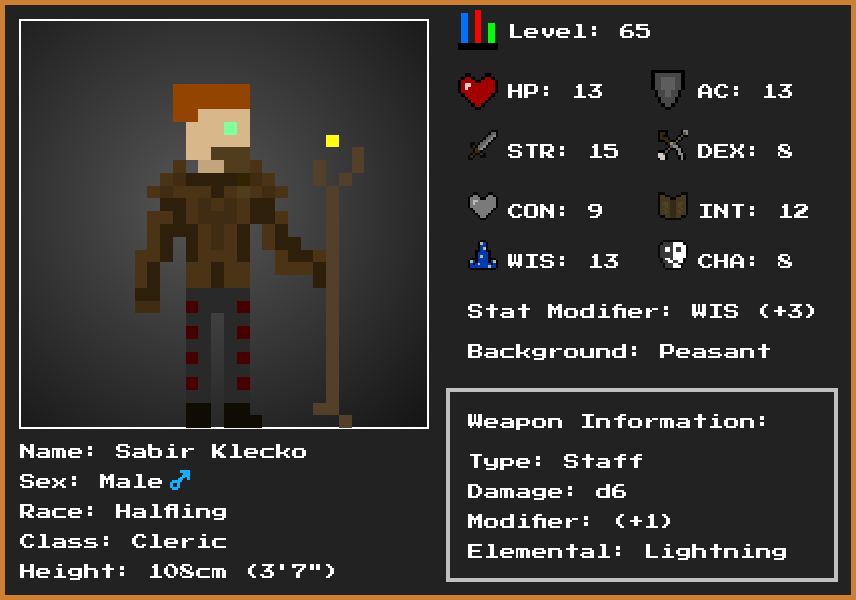 Level: 65
HP: 13
AC: 13
STR: 15
DEX: 8
CON: 9
INT: 12
WIS: 13
CHA: 8
Stat Modifier: WIS (+3)
Background: Peasant
Weapon Information:
Type: Staff
Damage: d6
Modifier: (+1)
Elemental: Lightning
Name: Sabir Klecko
Sex: Male ♂
Race: Halfling
Class: Cleric
Height: 108cm (3'7")